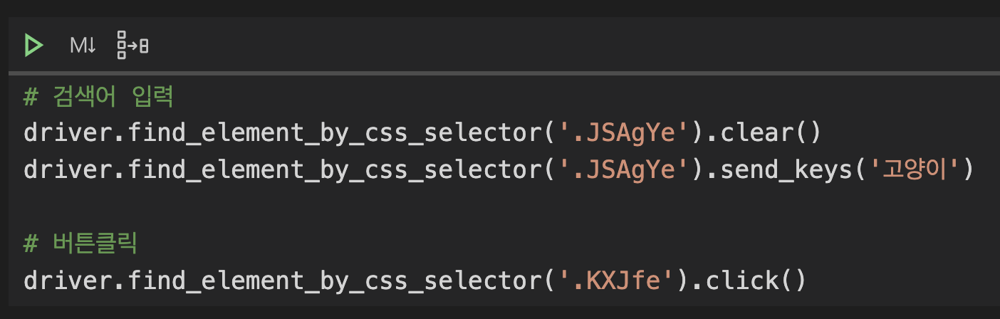 M↓
# 검색어 입력
driver.find_element_by_css_selector('.JSAgYe').clear()
driver.find_element_by_css_selector('.JSAgYe').send_keys('고양이')
# 버튼클릭
driver.find_element_by_css_selector('.KXJfe').click()